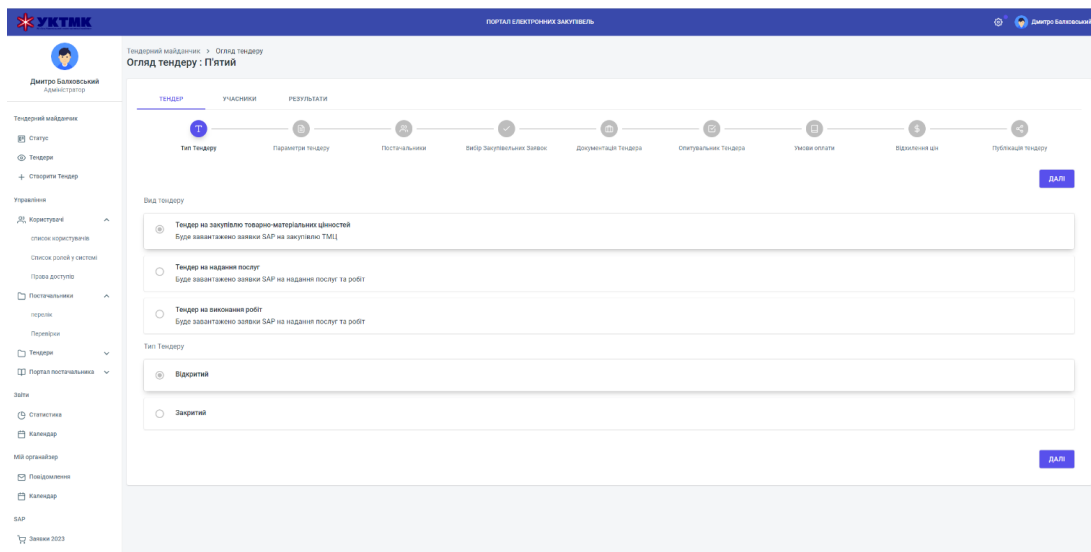 УКТМК
ПОРТАЛ ЕЛЕКТРОННИХ ЗАКУПІВЕЛЬ
Дмитро Балховський
Дмитро Балховський
Адміністратор
Тендерний майданчик
Статус
Тендери
Створити Тендер
Управління
Користувачі
список користувачів
Список ролей у системі
Права доступів
Постачальники
перелік
Перевірки
Тендери
Портал постачальника
Звіти
Статистика
Календар
Мій органайзер
Повідомлення
Календар
SAP
Заявки 2023
Тендерний майданчик > Огляд тендеру
Огляд тендеру : П'ятий
ТЕНДЕР УЧАСНИКИ РЕЗУЛЬТАТИ
Тип Тендеру Параметри тендеру Постачальники Вибір Закупівельних Заявок Документація Тендера Опитувальник Тендера Умови оплати Відхилення цін Публікація тендеру
ДАЛІ
Вид тендеру
Тендер на закупівлю товарно-матеріальних цінностей
Буде завантажено заявки SAP на закупівлю ТМЦ
Тендер на надання послуг
Буде завантажено заявки SAP на надання послуг та робіт
Тендер на виконання робіт
Буде завантажено заявки SAP на надання послуг та робіт
Тип Тендеру
Відкритий
Закритий
ДАЛІ